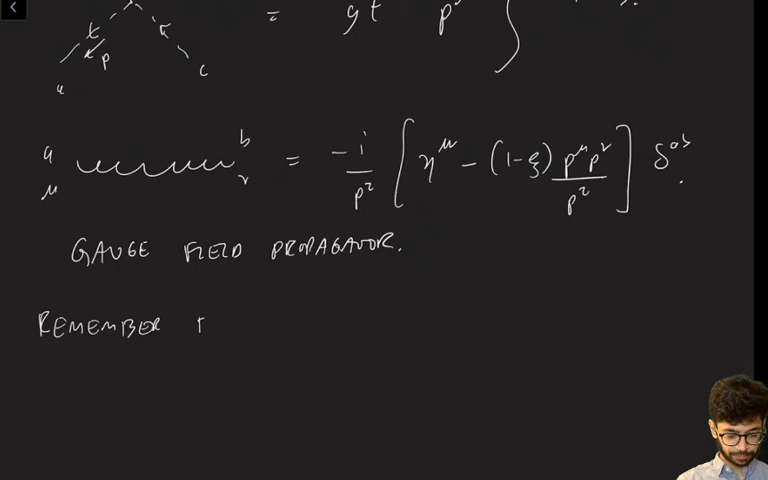 = g f p
k p r
a c
a μ b ν = -i/p² [ η^μν - (1-ξ) p^μ p^ν / p² ] δ^ab.
GAUGE FIELD PROPAGATOR.
REMEMBER